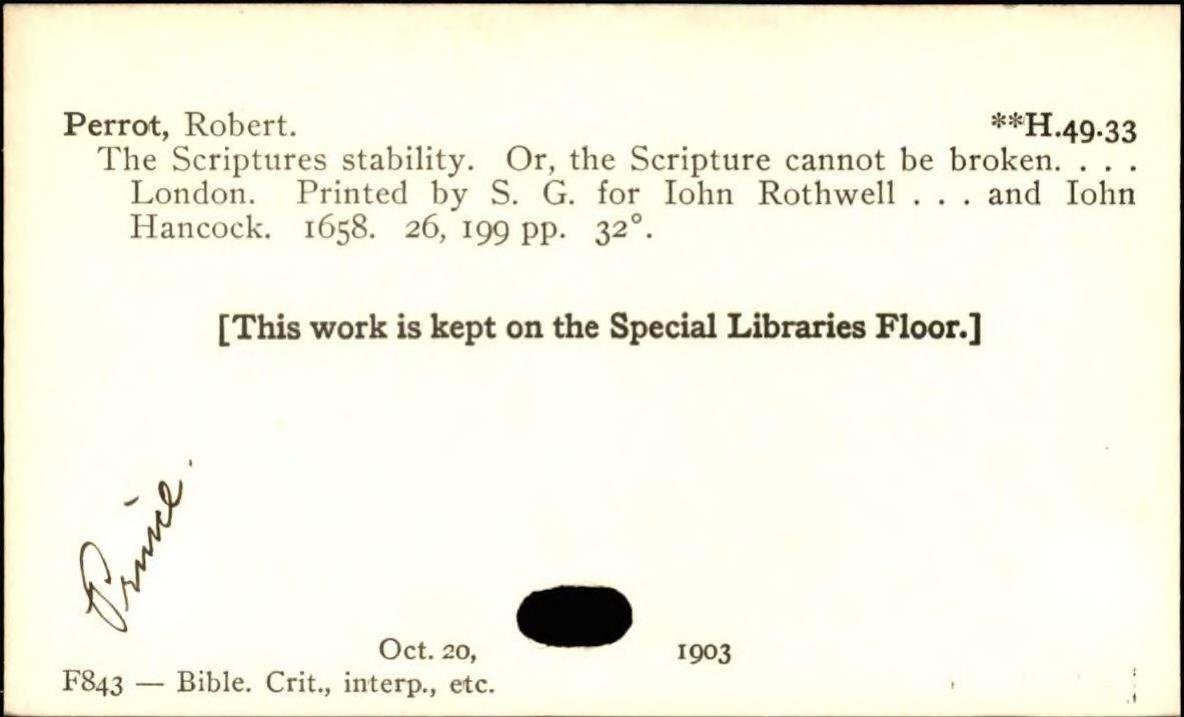 Perrot, Robert. **H.49.33
The Scriptures stability. Or, the Scripture cannot be broken. . . .
London. Printed by S. G. for Iohn Rothwell . . . and Iohn
Hancock. 1658. 26, 199 pp. 32°.
[This work is kept on the Special Libraries Floor.]
Prince.
Oct. 20, 1903
F843 — Bible. Crit., interp., etc.